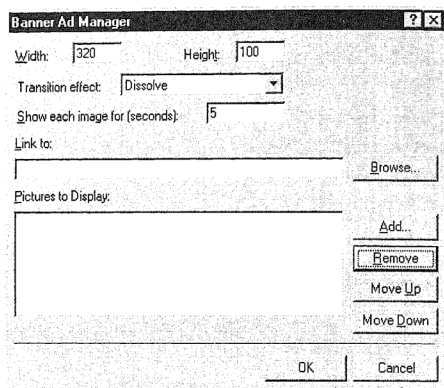 Banner Ad Manager ? X
Width: 320 Height: 100
Transition effect: Dissolve
Show each image for (seconds): 5
Link to:
Browse...
Pictures to Display:
Add...
Remove
Move Up
Move Down
OK Cancel